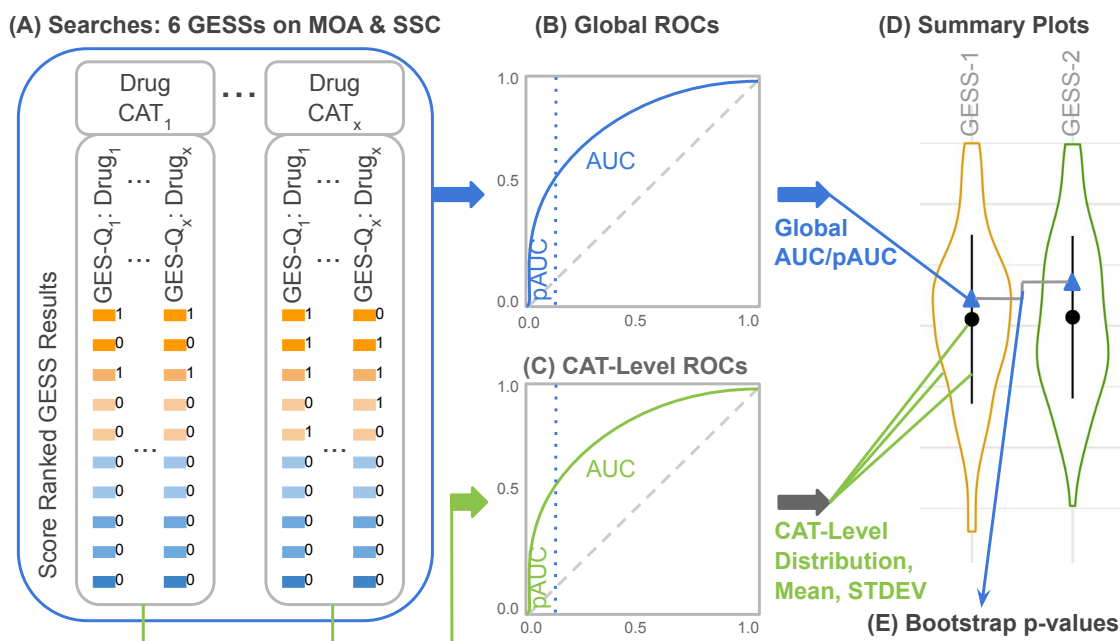 (A) Searches: 6 GESSs on MOA & SSC
Drug
CAT1
...
Drug
CATx
Score Ranked GESS Results
GES-Q1: Drug1
...
...
GES-Qx: Drugx
...
GES-Q1: Drug1
...
...
GES-Qx: Drugx
1 1 1 0
0 0 1 1
1 1 1 0
0 0 0 1
0 0 1 0
... ...
0 0 0 0
0 0 0 0
0 0 0 0
0 0 0 0
0 0 0 0
(B) Global ROCs
1.0
0.5
0.0
AUC
pAUC
0.0 0.5 1.0
(C) CAT-Level ROCs
1.0
0.5
0.0
AUC
pAUC
0.0 0.5 1.0
Global
AUC/pAUC
CAT-Level
Distribution,
Mean, STDEV
(D) Summary Plots
GESS-1
GESS-2
(E) Bootstrap p-values